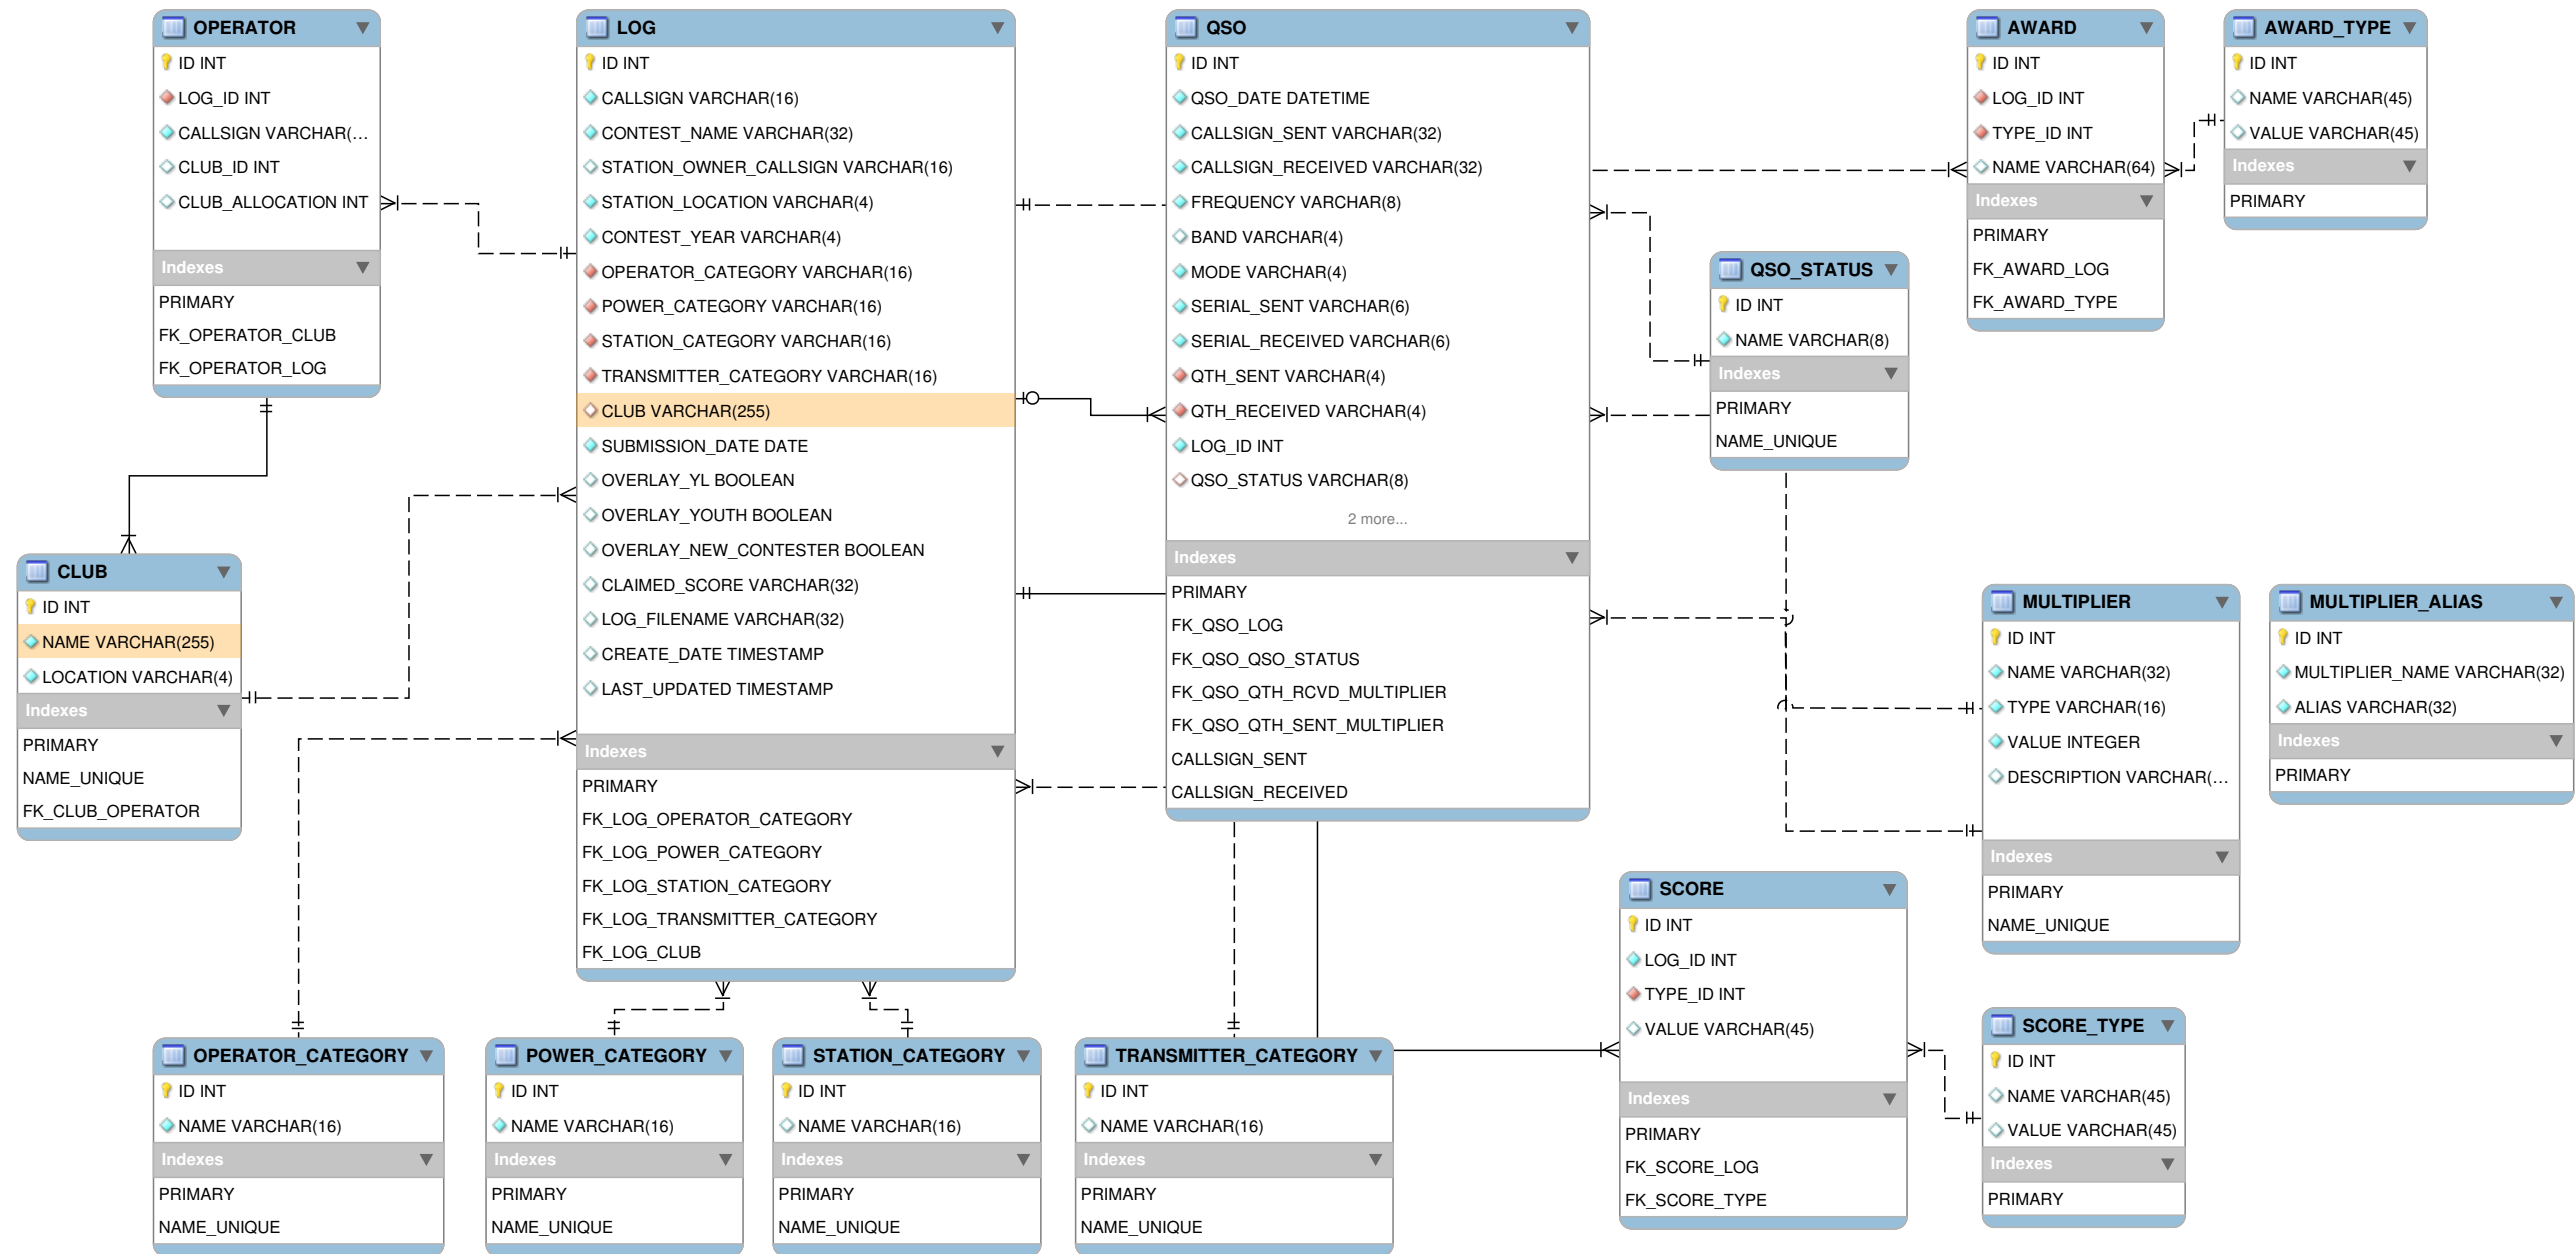 OPERATOR
ID INT
LOG_ID INT
CALLSIGN VARCHAR(...
CLUB_ID INT
CLUB_ALLOCATION INT
Indexes
PRIMARY
FK_OPERATOR_CLUB
FK_OPERATOR_LOG
LOG
ID INT
CALLSIGN VARCHAR(16)
CONTEST_NAME VARCHAR(32)
STATION_OWNER_CALLSIGN VARCHAR(16)
STATION_LOCATION VARCHAR(4)
CONTEST_YEAR VARCHAR(4)
OPERATOR_CATEGORY VARCHAR(16)
POWER_CATEGORY VARCHAR(16)
STATION_CATEGORY VARCHAR(16)
TRANSMITTER_CATEGORY VARCHAR(16)
CLUB VARCHAR(255)
SUBMISSION_DATE DATE
OVERLAY_YL BOOLEAN
OVERLAY_YOUTH BOOLEAN
OVERLAY_NEW_CONTESTER BOOLEAN
CLAIMED_SCORE VARCHAR(32)
LOG_FILENAME VARCHAR(32)
CREATE_DATE TIMESTAMP
LAST_UPDATED TIMESTAMP
Indexes
PRIMARY
FK_LOG_OPERATOR_CATEGORY
FK_LOG_POWER_CATEGORY
FK_LOG_STATION_CATEGORY
FK_LOG_TRANSMITTER_CATEGORY
FK_LOG_CLUB
QSO
ID INT
QSO_DATE DATETIME
CALLSIGN_SENT VARCHAR(32)
CALLSIGN_RECEIVED VARCHAR(32)
FREQUENCY VARCHAR(8)
BAND VARCHAR(4)
MODE VARCHAR(4)
SERIAL_SENT VARCHAR(6)
SERIAL_RECEIVED VARCHAR(6)
QTH_SENT VARCHAR(4)
QTH_RECEIVED VARCHAR(4)
LOG_ID INT
QSO_STATUS VARCHAR(8)
2 more...
Indexes
PRIMARY
FK_QSO_LOG
FK_QSO_QSO_STATUS
FK_QSO_QTH_RCVD_MULTIPLIER
FK_QSO_QTH_SENT_MULTIPLIER
CALLSIGN_SENT
CALLSIGN_RECEIVED
AWARD
ID INT
LOG_ID INT
TYPE_ID INT
NAME VARCHAR(64)
Indexes
PRIMARY
FK_AWARD_LOG
FK_AWARD_TYPE
AWARD_TYPE
ID INT
NAME VARCHAR(45)
VALUE VARCHAR(45)
Indexes
PRIMARY
QSO_STATUS
ID INT
NAME VARCHAR(8)
Indexes
PRIMARY
NAME_UNIQUE
CLUB
ID INT
NAME VARCHAR(255)
LOCATION VARCHAR(4)
Indexes
PRIMARY
NAME_UNIQUE
FK_CLUB_OPERATOR
MULTIPLIER
ID INT
NAME VARCHAR(32)
TYPE VARCHAR(16)
VALUE INTEGER
DESCRIPTION VARCHAR(...
Indexes
PRIMARY
NAME_UNIQUE
MULTIPLIER_ALIAS
ID INT
MULTIPLIER_NAME VARCHAR(32)
ALIAS VARCHAR(32)
Indexes
PRIMARY
SCORE
ID INT
LOG_ID INT
TYPE_ID INT
VALUE VARCHAR(45)
Indexes
PRIMARY
FK_SCORE_LOG
FK_SCORE_TYPE
SCORE_TYPE
ID INT
NAME VARCHAR(45)
VALUE VARCHAR(45)
Indexes
PRIMARY
OPERATOR_CATEGORY
ID INT
NAME VARCHAR(16)
Indexes
PRIMARY
NAME_UNIQUE
POWER_CATEGORY
ID INT
NAME VARCHAR(16)
Indexes
PRIMARY
NAME_UNIQUE
STATION_CATEGORY
ID INT
NAME VARCHAR(16)
Indexes
PRIMARY
NAME_UNIQUE
TRANSMITTER_CATEGORY
ID INT
NAME VARCHAR(16)
Indexes
PRIMARY
NAME_UNIQUE